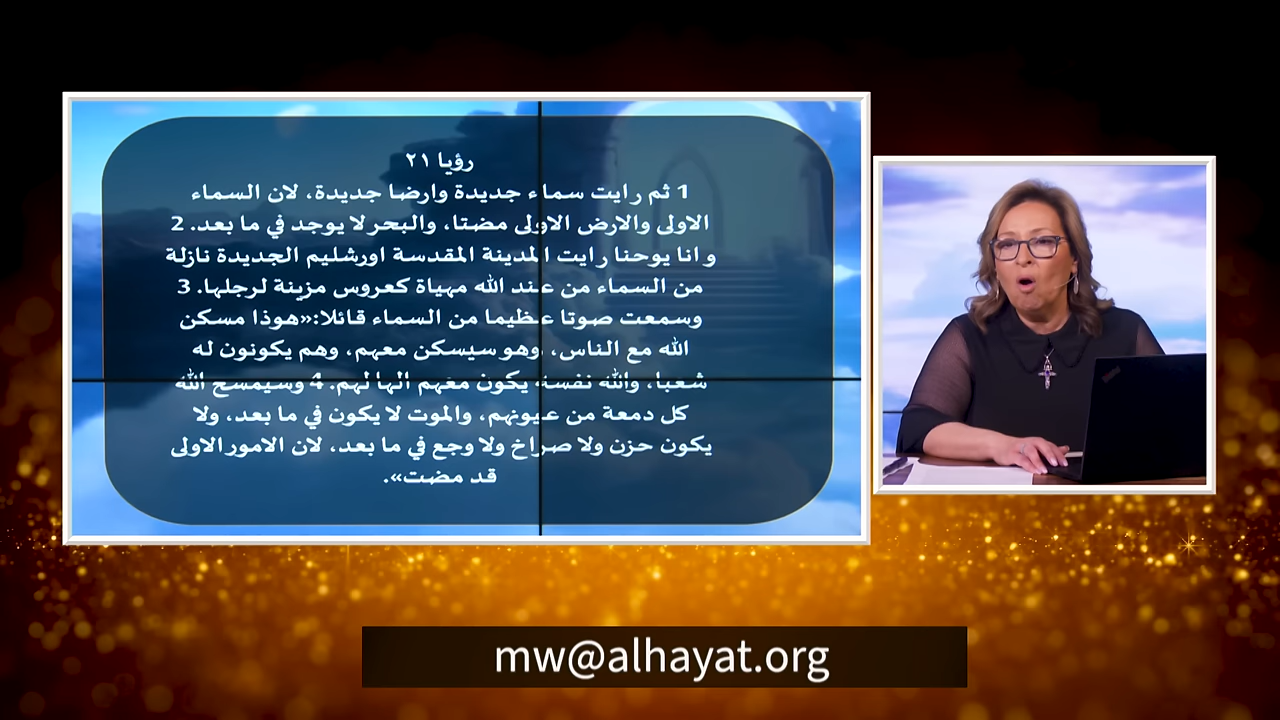 رؤيا ٢١
1 ثم رايت سماء جديدة وارضا جديدة، لان السماء
الاولى والارض الاولى مضتا، والبحر لا يوجد في ما بعد. 2
وانا يوحنا رايت المدينة المقدسة اورشليم الجديدة نازلة
من السماء من عند الله مهياة كعروس مزينة لرجلها. 3
وسمعت صوتا عظيما من السماء قائلا:«هوذا مسكن
الله مع الناس، وهو سيسكن معهم، وهم يكونون له
شعبا، والله نفسه يكون معهم الها لهم. 4 وسيمسح الله
كل دمعة من عيونهم، والموت لا يكون في ما بعد، ولا
يكون حزن ولا صراخ ولا وجع في ما بعد، لان الامور الاولى
قد مضت».
mw@alhayat.org